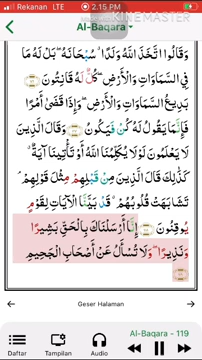 Rekanan LTE 2.15 PM
Al-Baqara
RECORDED WITH
KINEMASTER
وَقَالُوا اتَّخَذَ اللَّهُ وَلَدًا ۗ سُبْحَانَهُ ۖ بَلْ لَهُ مَا
فِي السَّمَاوَاتِ وَالْأَرْضِ ۖ كُلٌّ لَهُ قَانِتُونَ
بَدِيعُ السَّمَاوَاتِ وَالْأَرْضِ ۖ وَإِذَا قَضَىٰ أَمْرًا
فَإِنَّمَا يَقُولُ لَهُ كُنْ فَيَكُونُ وَقَالَ الَّذِينَ
لَا يَعْلَمُونَ لَوْلَا يُكَلِّمُنَا اللَّهُ أَوْ تَأْتِينَا آيَةٌ ۗ
كَذَٰلِكَ قَالَ الَّذِينَ مِنْ قَبْلِهِمْ مِثْلَ قَوْلِهِمْ ۘ
تَشَابَهَتْ قُلُوبُهُمْ ۗ قَدْ بَيَّنَّا الْآيَاتِ لِقَوْمٍ
يُوقِنُونَ إِنَّا أَرْسَلْنَاكَ بِالْحَقِّ بَشِيرًا
وَنَذِيرًا ۖ وَلَا تُسْأَلُ عَنْ أَصْحَابِ الْجَحِيمِ
Geser Halaman
Al-Baqara - 119
Daftar Tampilan Audio